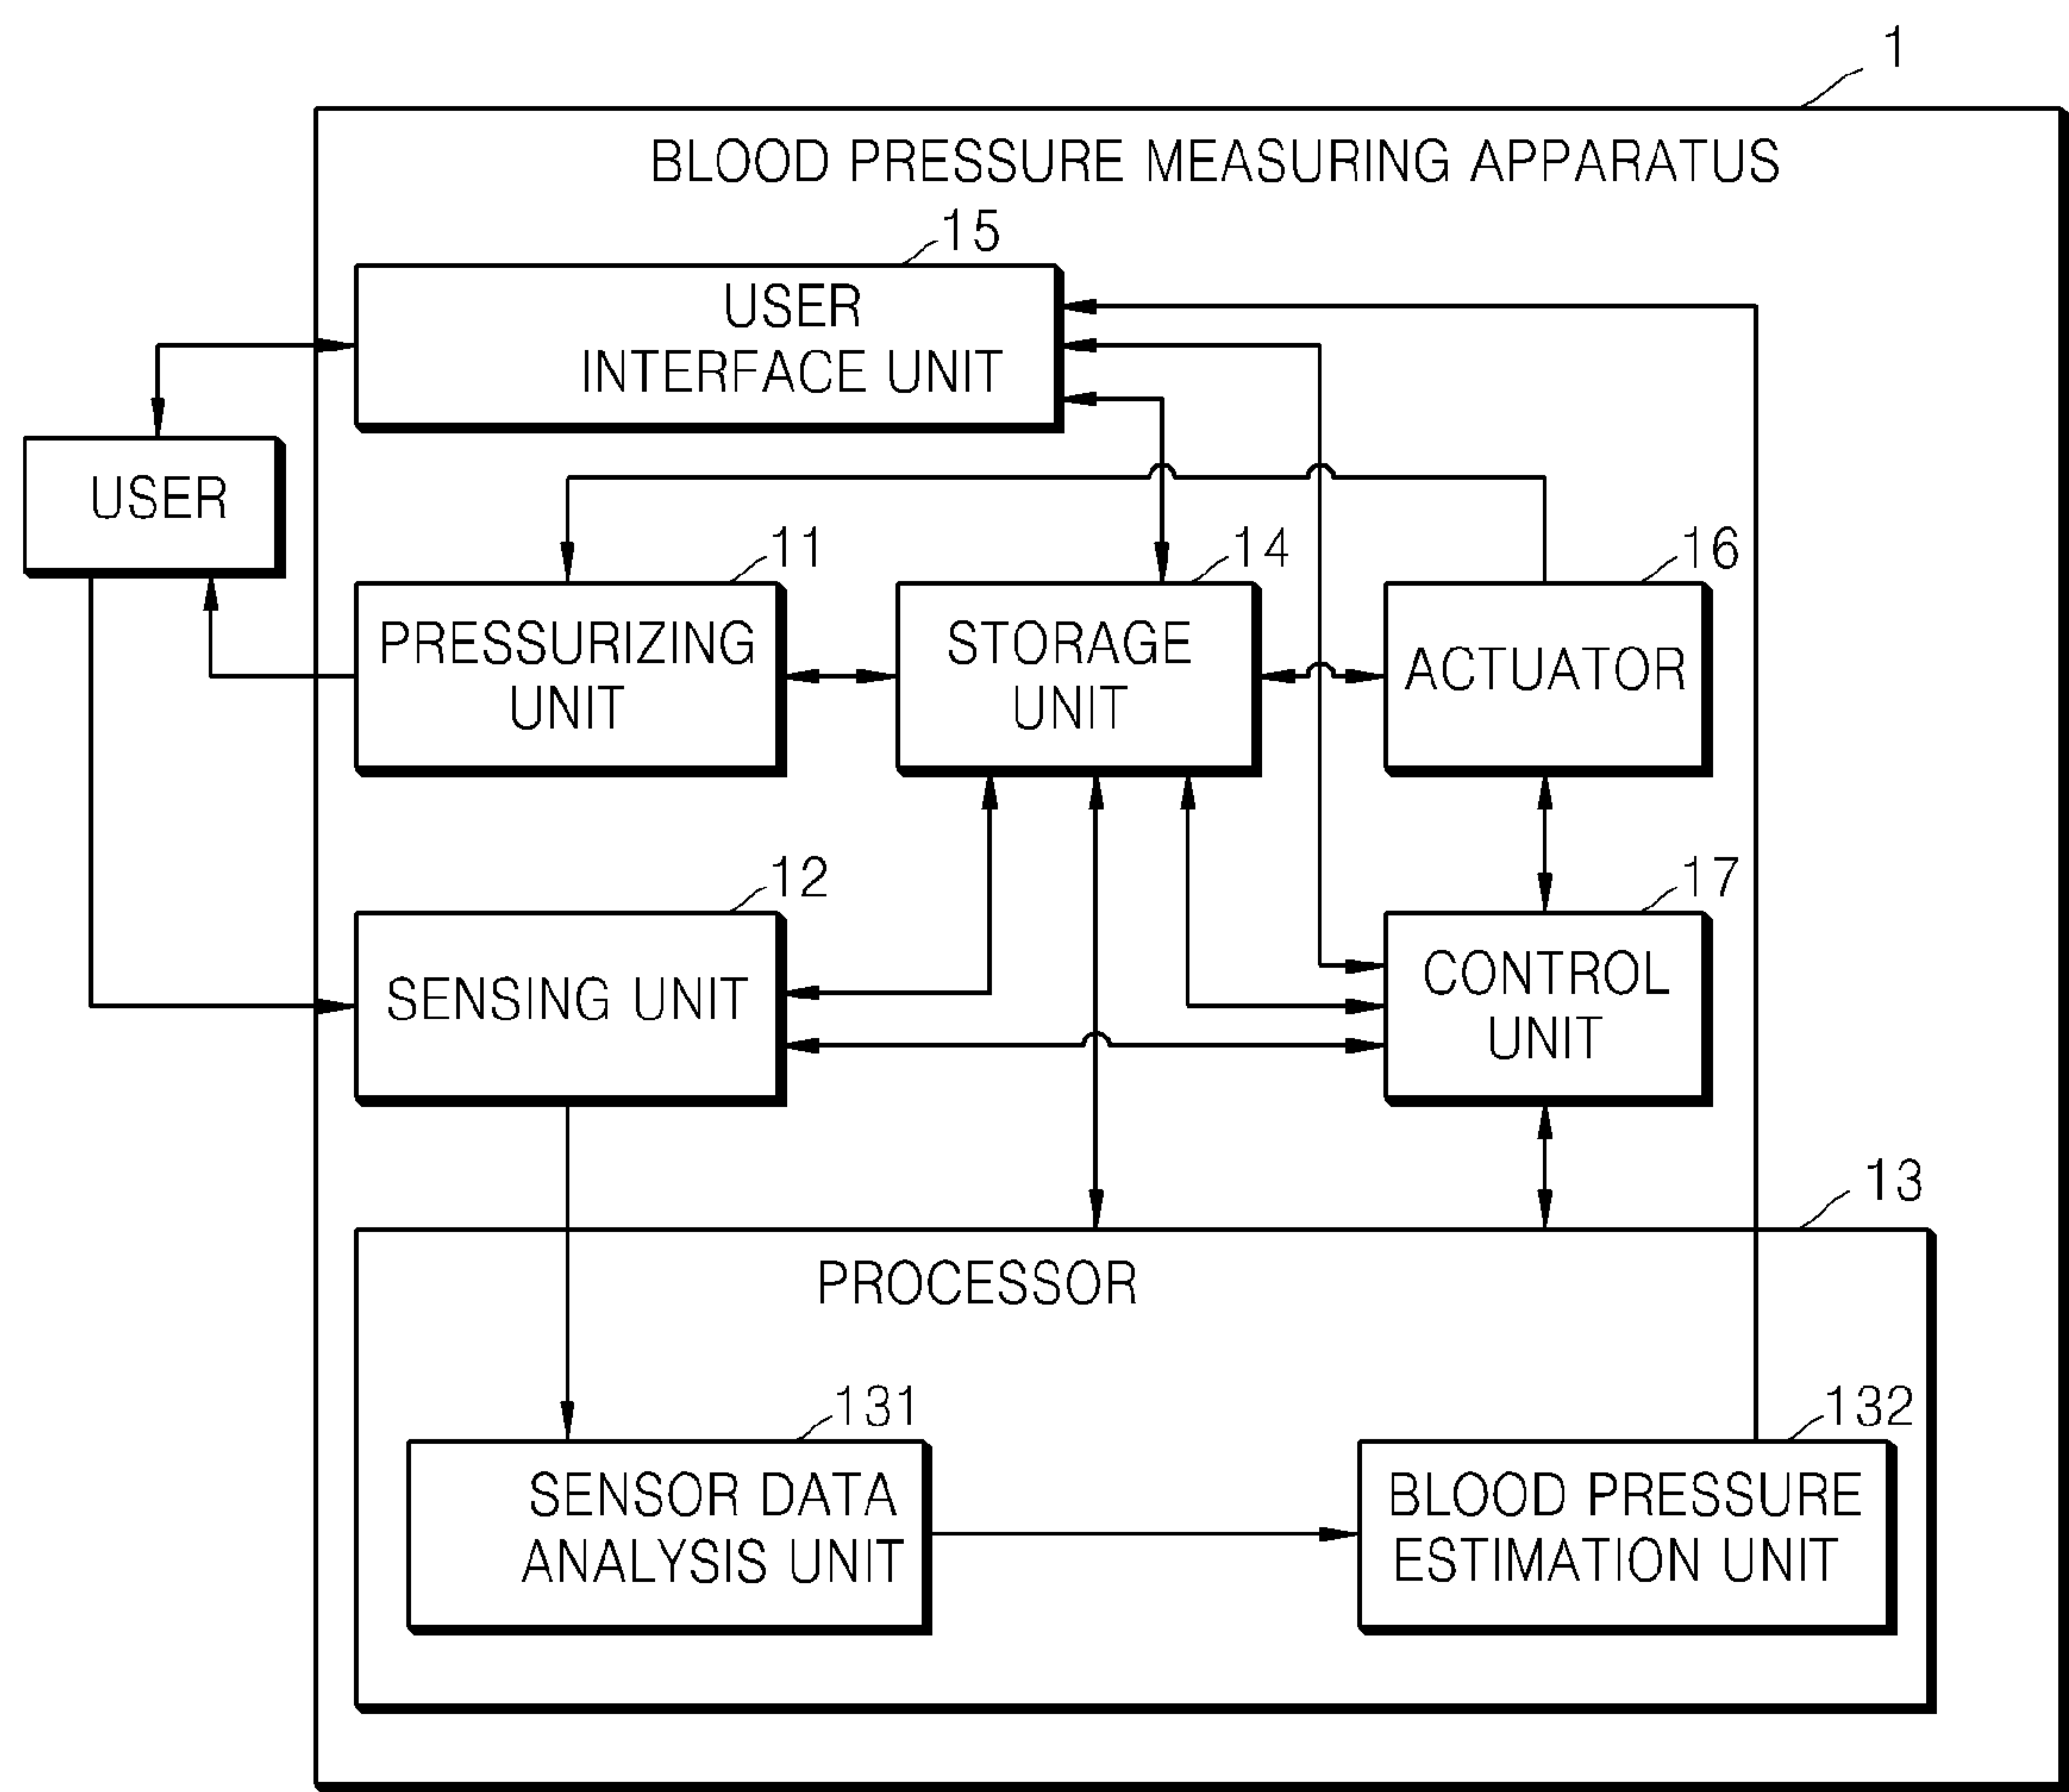 1
BLOOD PRESSURE MEASURING APPARATUS
15
USER
INTERFACE UNIT
USER
11
PRESSURIZING
UNIT
14
STORAGE
UNIT
16
ACTUATOR
12
SENSING UNIT
17
CONTROL
UNIT
13
PROCESSOR
131
SENSOR DATA
ANALYSIS UNIT
132
BLOOD PRESSURE
ESTIMATION UNIT